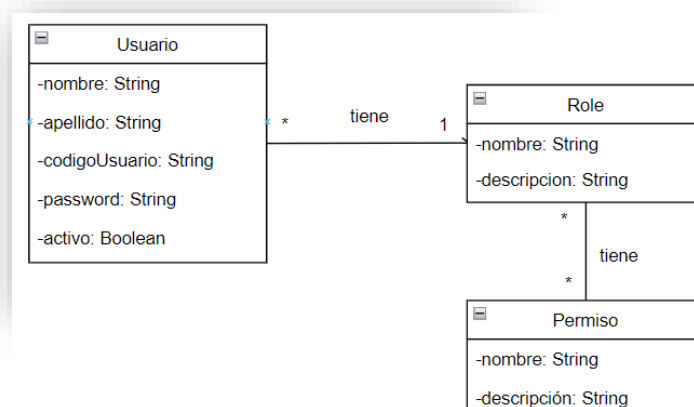 Usuario
-nombre: String
-apellido: String
-codigoUsuario: String
-password: String
-activo: Boolean
* tiene 1
Role
-nombre: String
-descripcion: String
*
tiene
*
Permiso
-nombre: String
-descripción: String